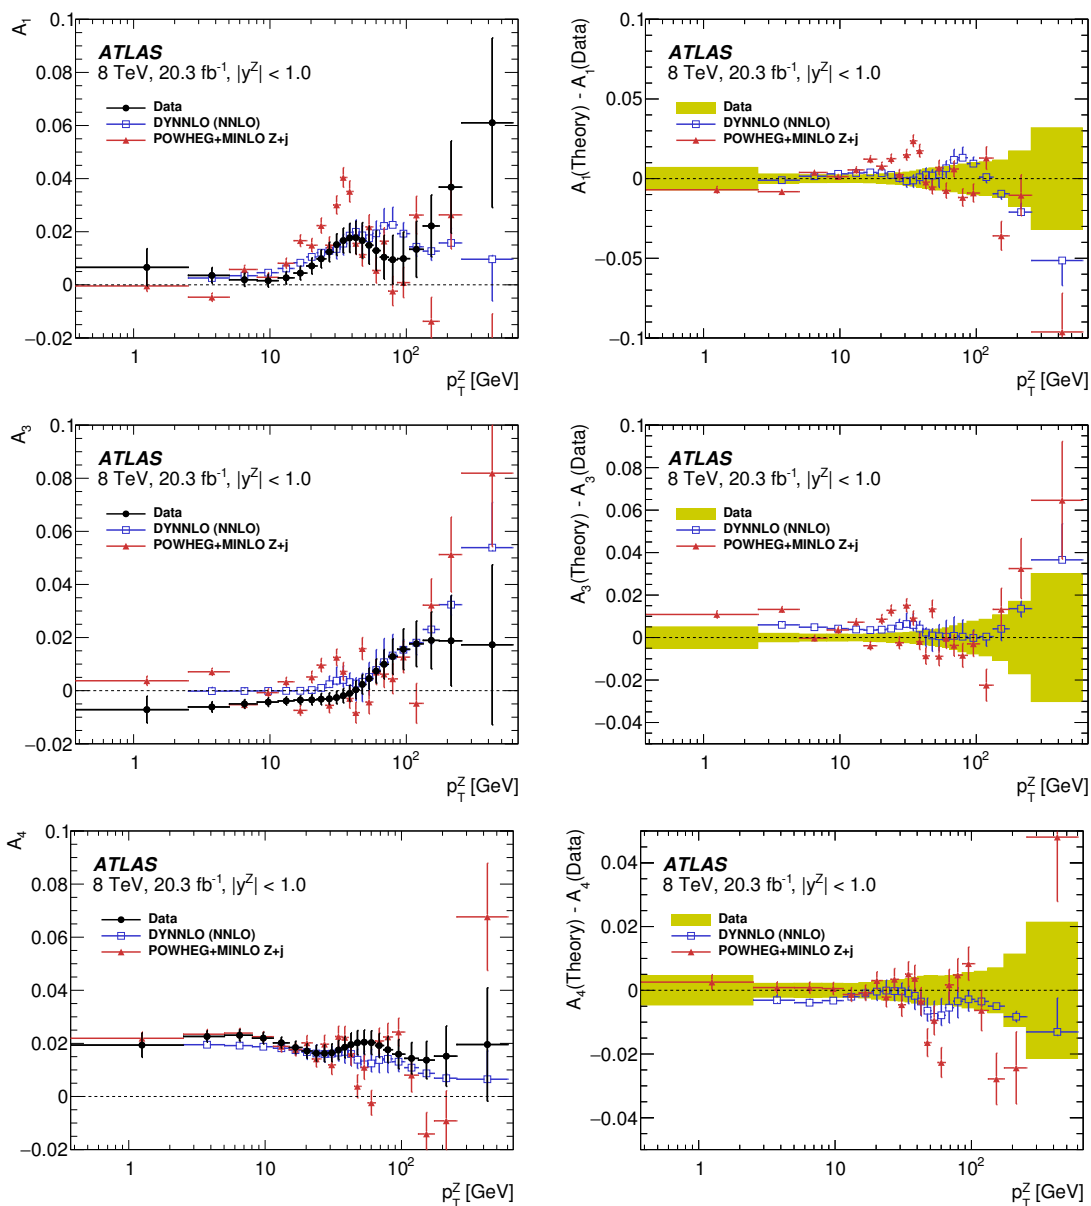 A₁
0.1
0.08
0.06
0.04
0.02
0
−0.02
ATLAS
8 TeV, 20.3 fb⁻¹, |yᶻ| < 1.0
Data
DYNNLO (NNLO)
POWHEG+MINLO Z+j
1 10 10²
p_T^Z [GeV]
A₁(Theory) - A₁(Data)
0.1
0.05
0
−0.05
−0.1
ATLAS
8 TeV, 20.3 fb⁻¹, |yᶻ| < 1.0
Data
DYNNLO (NNLO)
POWHEG+MINLO Z+j
1 10 10²
p_T^Z [GeV]
A₃
0.1
0.08
0.06
0.04
0.02
0
−0.02
ATLAS
8 TeV, 20.3 fb⁻¹, |yᶻ| < 1.0
Data
DYNNLO (NNLO)
POWHEG+MINLO Z+j
1 10 10²
p_T^Z [GeV]
A₃(Theory) - A₃(Data)
0.1
0.08
0.06
0.04
0.02
0
−0.02
−0.04
ATLAS
8 TeV, 20.3 fb⁻¹, |yᶻ| < 1.0
Data
DYNNLO (NNLO)
POWHEG+MINLO Z+j
1 10 10²
p_T^Z [GeV]
A₄
0.1
0.08
0.06
0.04
0.02
0
−0.02
ATLAS
8 TeV, 20.3 fb⁻¹, |yᶻ| < 1.0
Data
DYNNLO (NNLO)
POWHEG+MINLO Z+j
1 10 10²
p_T^Z [GeV]
A₄(Theory) - A₄(Data)
0.04
0.02
0
−0.02
−0.04
ATLAS
8 TeV, 20.3 fb⁻¹, |yᶻ| < 1.0
Data
DYNNLO (NNLO)
POWHEG+MINLO Z+j
1 10 10²
p_T^Z [GeV]